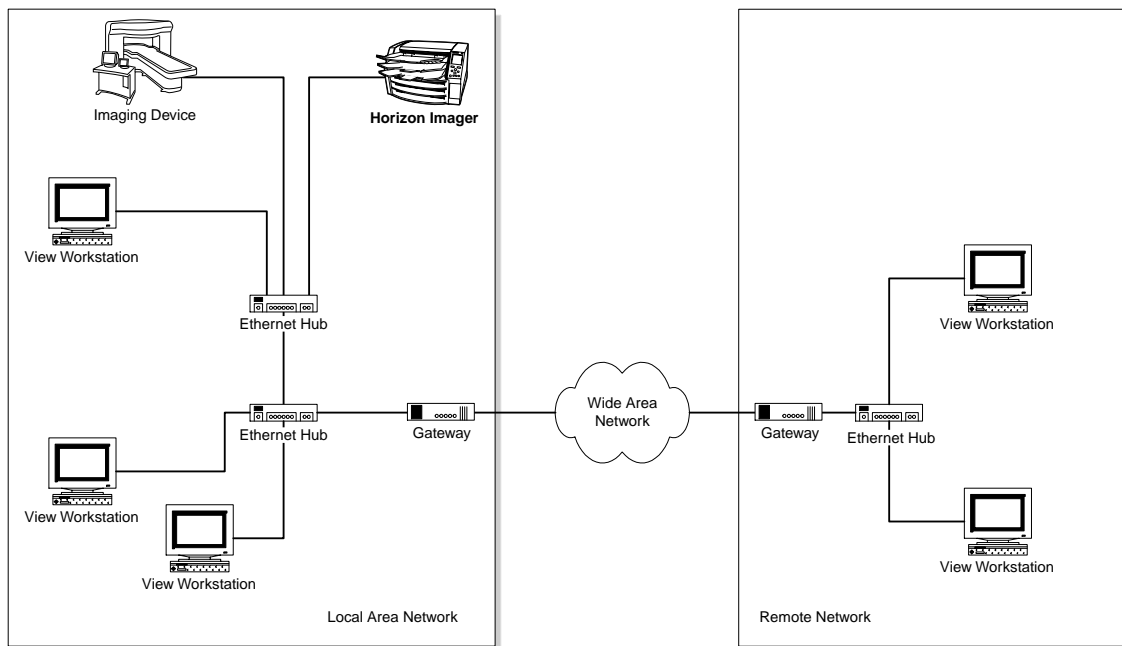 Imaging Device
Horizon Imager
View Workstation
Ethernet Hub
View Workstation
Ethernet Hub
Gateway
View Workstation
View Workstation
Local Area Network
Wide Area
Network
Gateway
Ethernet Hub
View Workstation
Remote Network